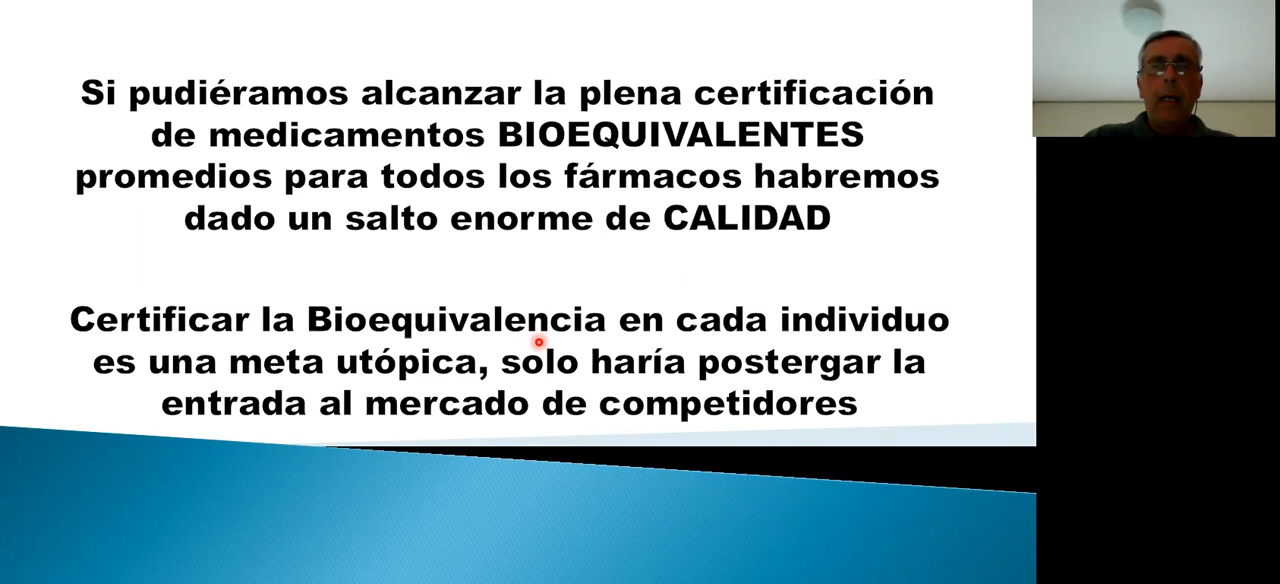 Si pudiéramos alcanzar la plena certificación
de medicamentos BIOEQUIVALENTES
promedios para todos los fármacos habremos
dado un salto enorme de CALIDAD
Certificar la Bioequivalencia en cada individuo
es una meta utópica, solo haría postergar la
entrada al mercado de competidores